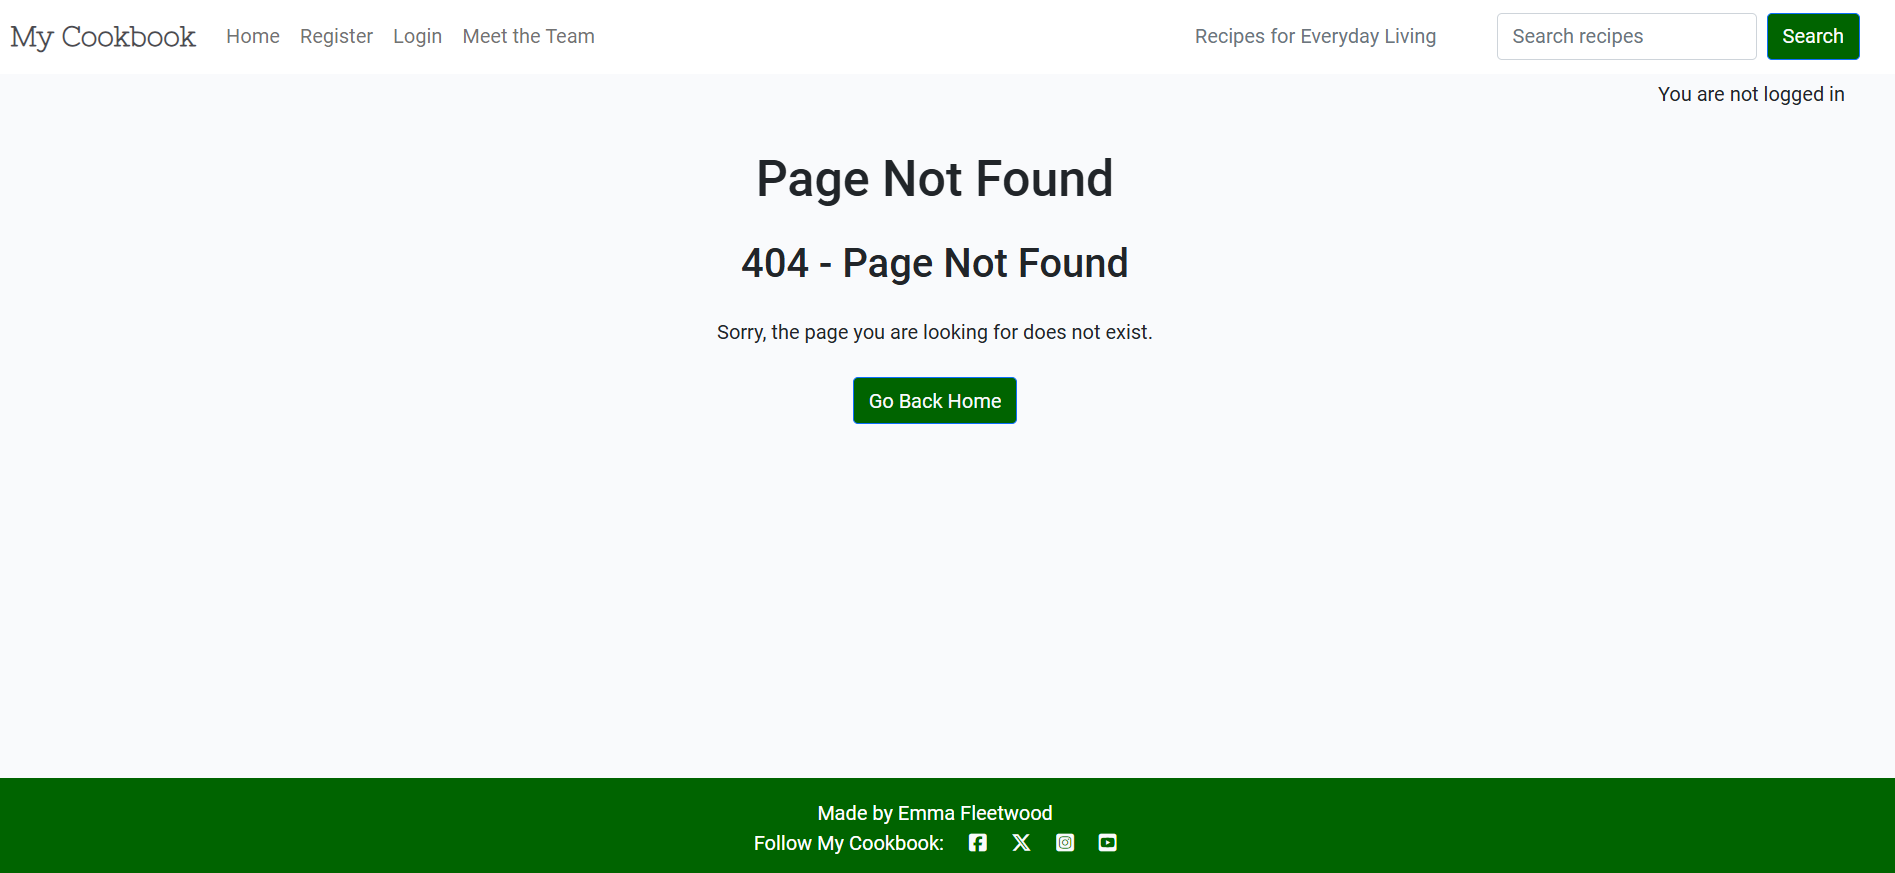 My Cookbook Home Register Login Meet the Team Recipes for Everyday Living Search recipes Search
You are not logged in
Page Not Found
404 - Page Not Found
Sorry, the page you are looking for does not exist.
Go Back Home
Made by Emma Fleetwood
Follow My Cookbook: